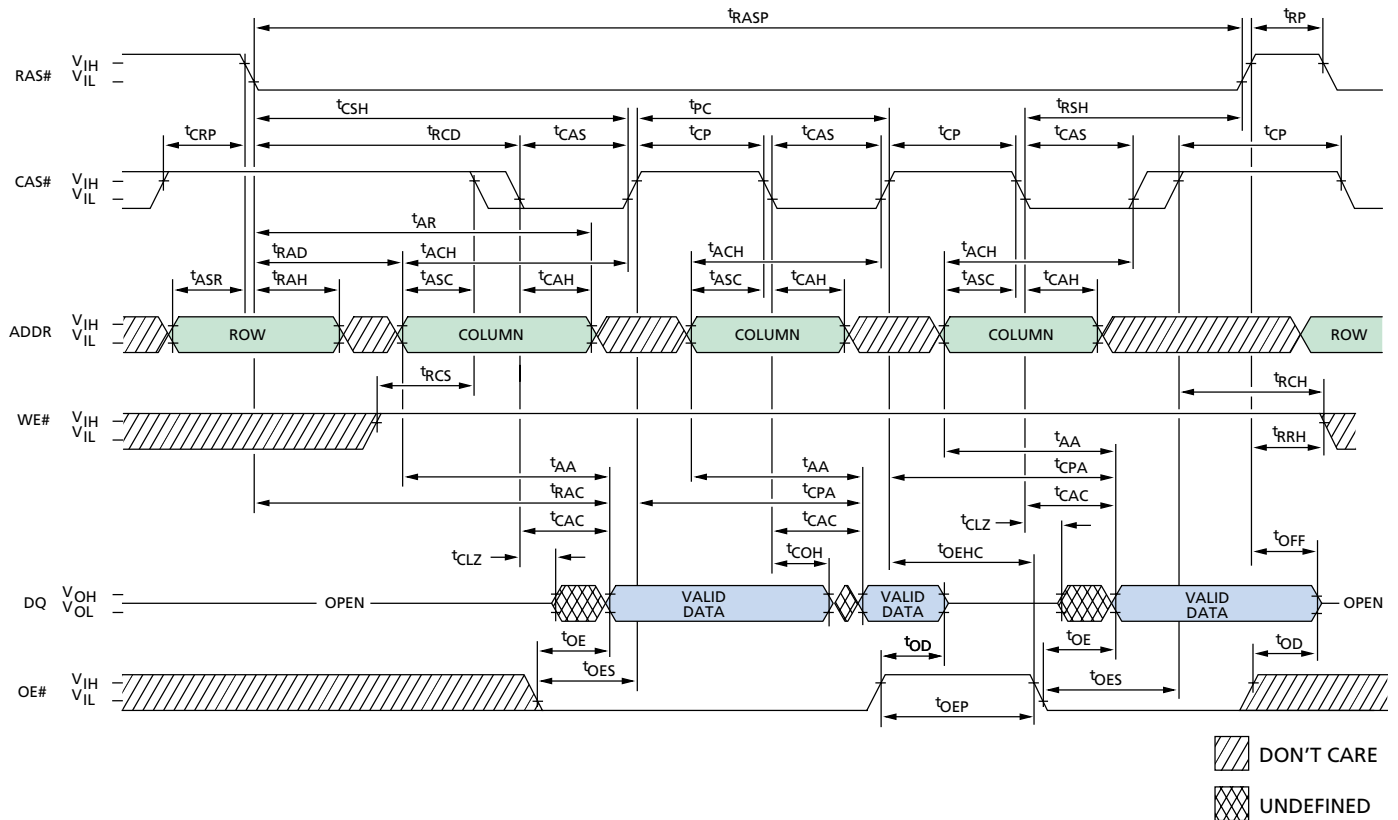 tRASP tRP
RAS# VIH
VIL
tCSH tPC tRSH
tCRP tRCD tCAS tCP tCAS tCP tCAS tCP
CAS# VIH
VIL
tAR
tRAD tACH tACH tACH
tASR tRAH tASC tCAH tASC tCAH tASC tCAH
ADDR VIH
VIL
ROW COLUMN COLUMN COLUMN ROW
tRCS tRCH
WE# VIH
VIL
tRRH
tAA tAA tAA
tRAC tCPA tCPA
tCAC tCAC tCAC
tCLZ tCOH tOEHC tCLZ tOFF
DQ VOH
VOL
OPEN VALID DATA VALID DATA VALID DATA OPEN
tOE tOD tOE tOD
tOES tOES
OE# VIH
VIL
tOEP
DON'T CARE
UNDEFINED